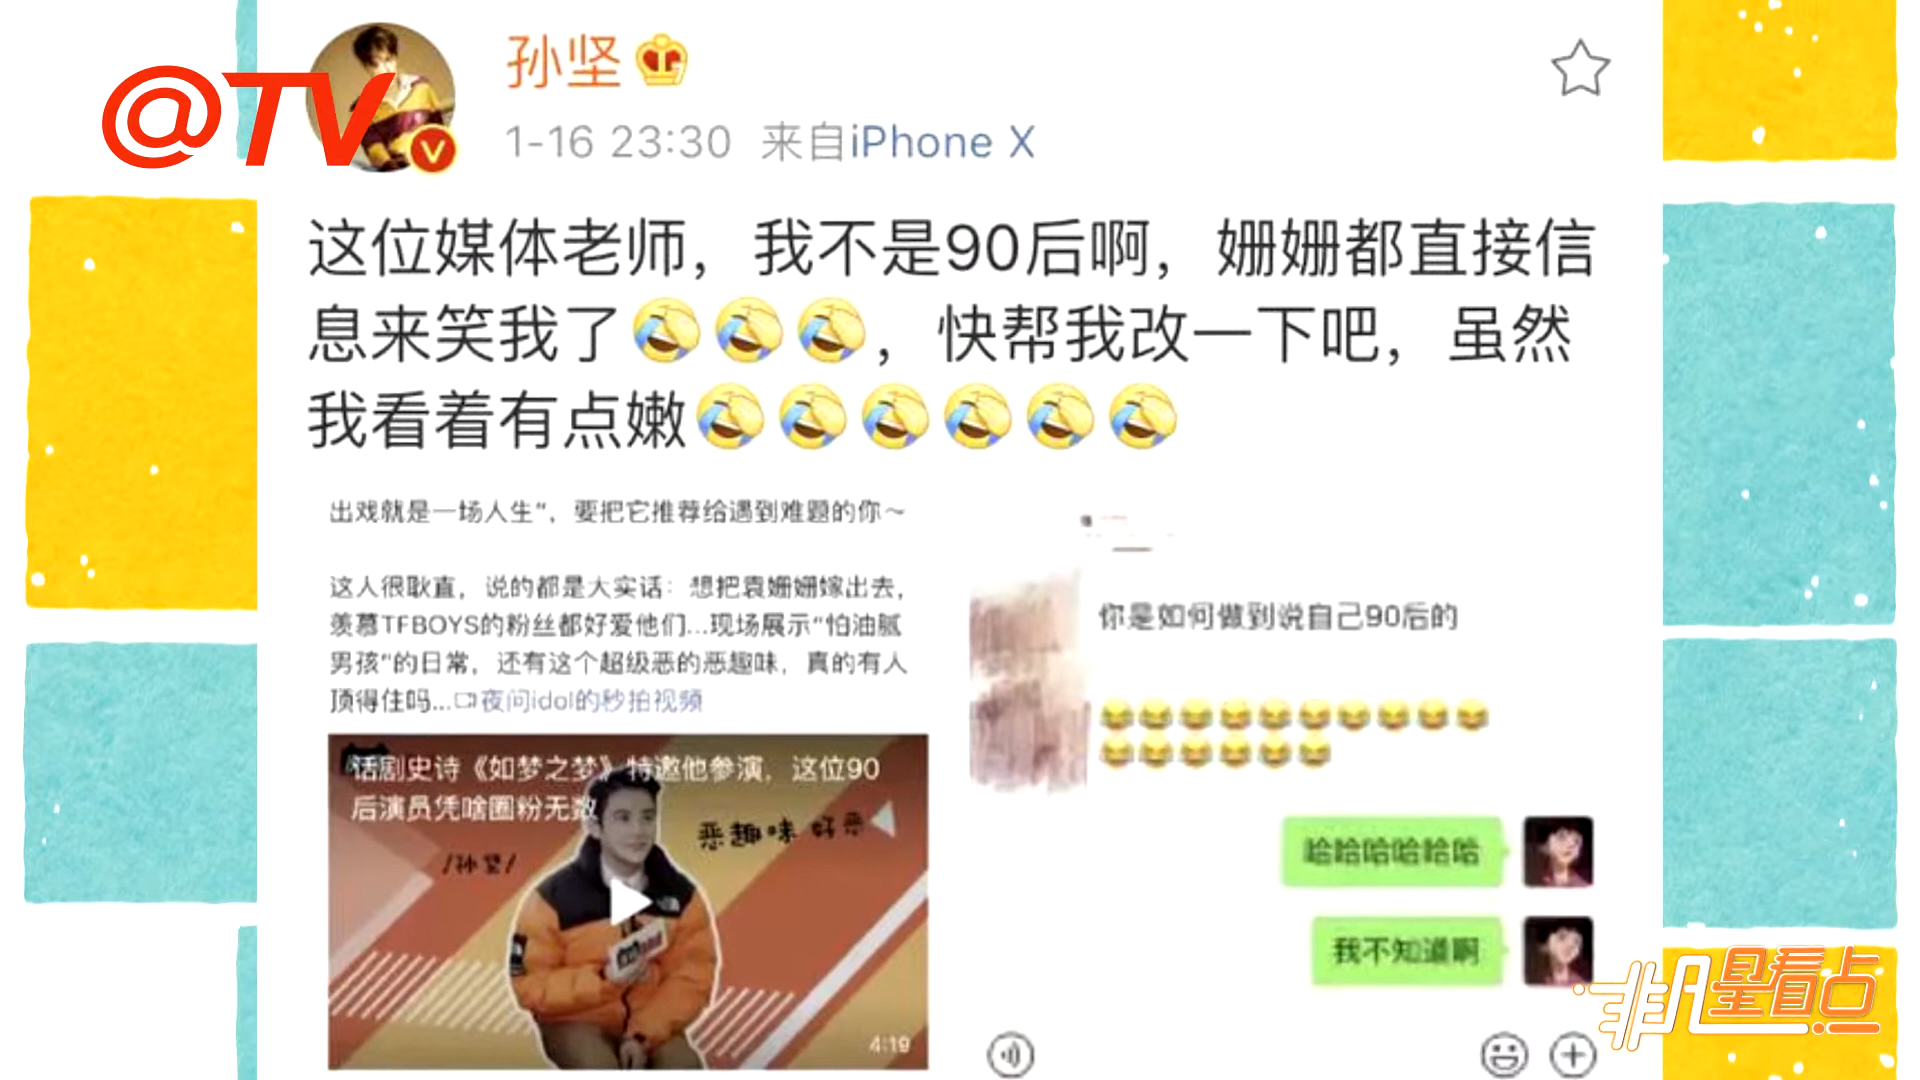 @TV
孙坚
1-16 23:30 来自iPhone X
这位媒体老师，我不是90后啊，姗姗都直接信
息来笑我了🤣🤣🤣，快帮我改一下吧，虽然
我看着有点嫩🤣🤣🤣🤣🤣🤣
出戏就是一场人生”，要把它推荐给遇到难题的你～
这人很耿直，说的都是大实话：想把袁姗姗嫁出去，
羡慕TFBOYS的粉丝都好爱他们...现场展示“怕油腻
男孩“的日常，还有这个超级恶的恶趣味，真的有人
顶得住吗...夜问idol的秒拍视频
话剧史诗《如梦之梦》特邀他参演，这位90
后演员凭啥圈粉无数
/孙坚/
恶趣味 好恶
4:19
你是如何做到说自己90后的
😂😂😂😂😂😂😂😂😂😂
😂😂😂😂😂😂
哈哈哈哈哈哈
我不知道啊
非凡星看点